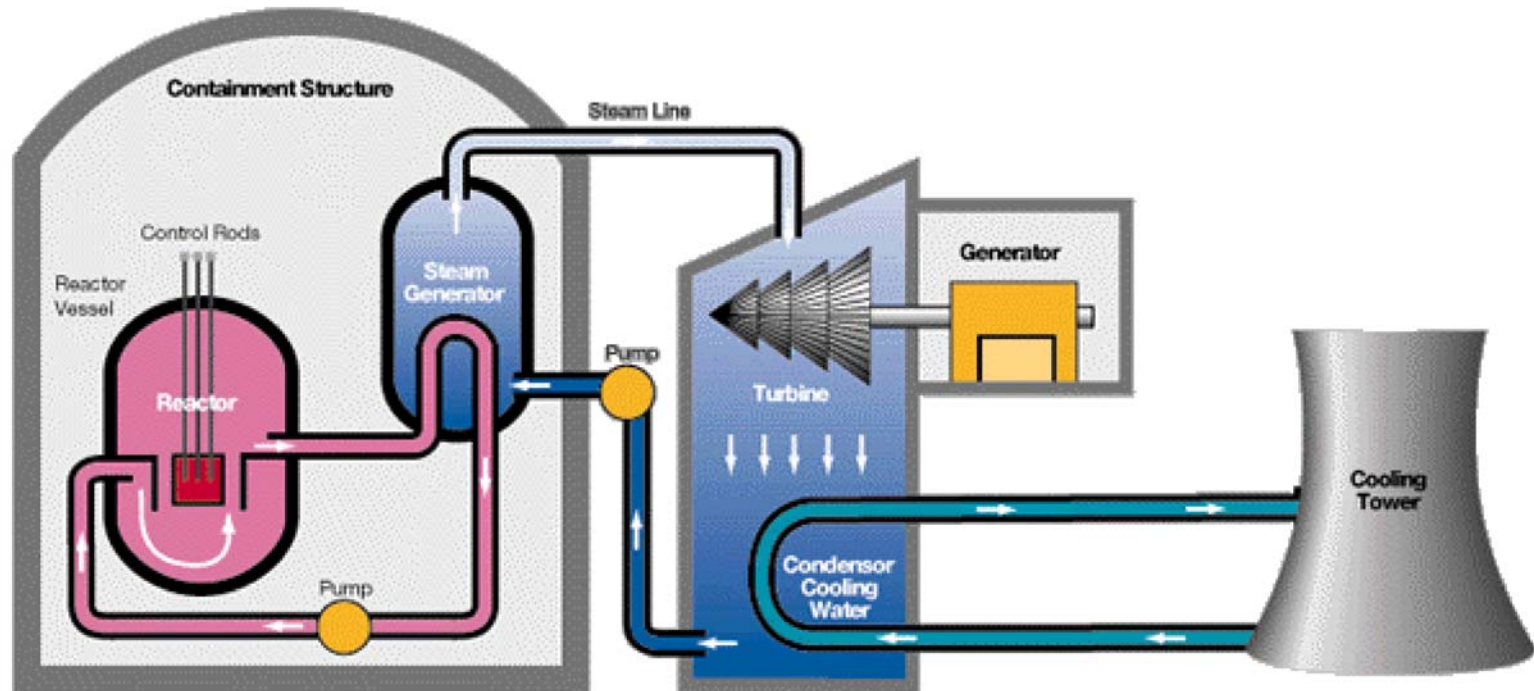 Containment Structure
Steam Line
Control Rods
Reactor
Vessel
Steam
Generator
Generator
Pump
Reactor
Turbine
Cooling
Tower
Condensor
Cooling
Water
Pump